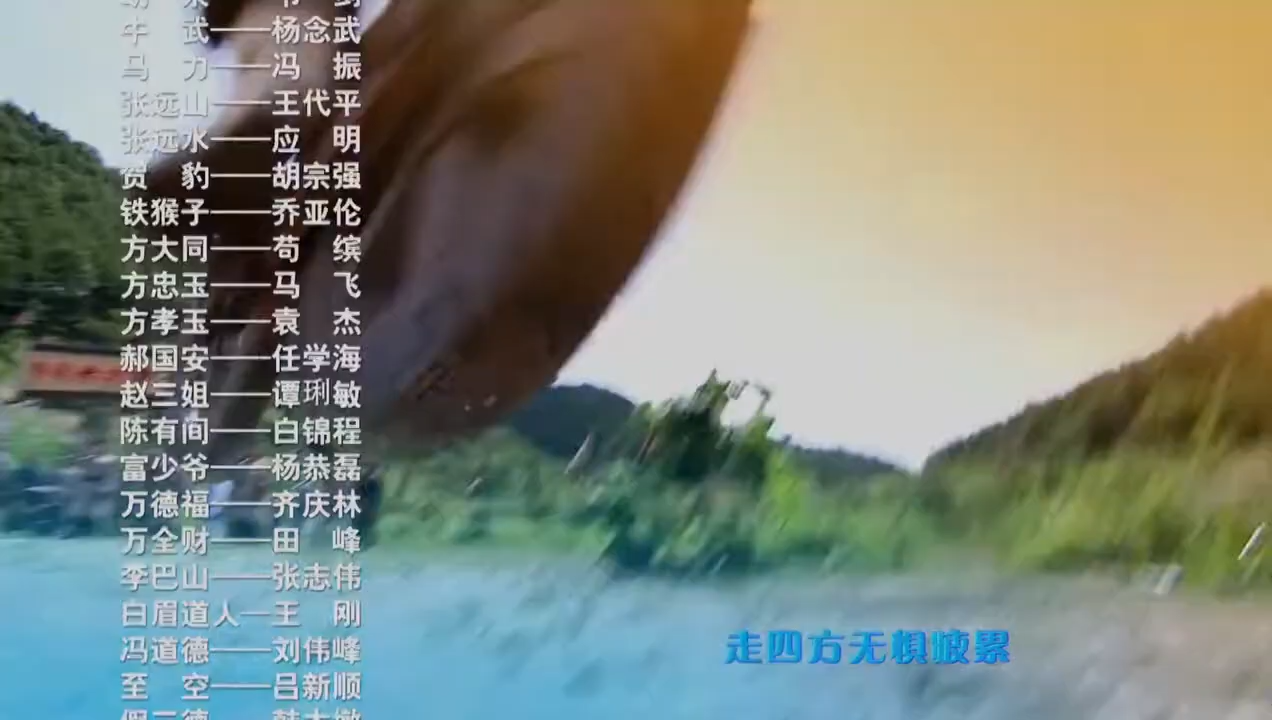 牛 武——杨念武
马 力——冯 振
张远山——王代平
张远水——应 明
贺 豹——胡宗强
铁猴子——乔亚伦
方大同——苟 缤
方忠玉——马 飞
方孝玉——袁 杰
郝国安——任学海
赵三姐——谭琍敏
陈有间——白锦程
富少爷——杨恭磊
万德福——齐庆林
万全财——田 峰
李巴山——张志伟
白眉道人—王 刚
冯道德——刘伟峰
至 空——吕新顺
走四方无惧疲累